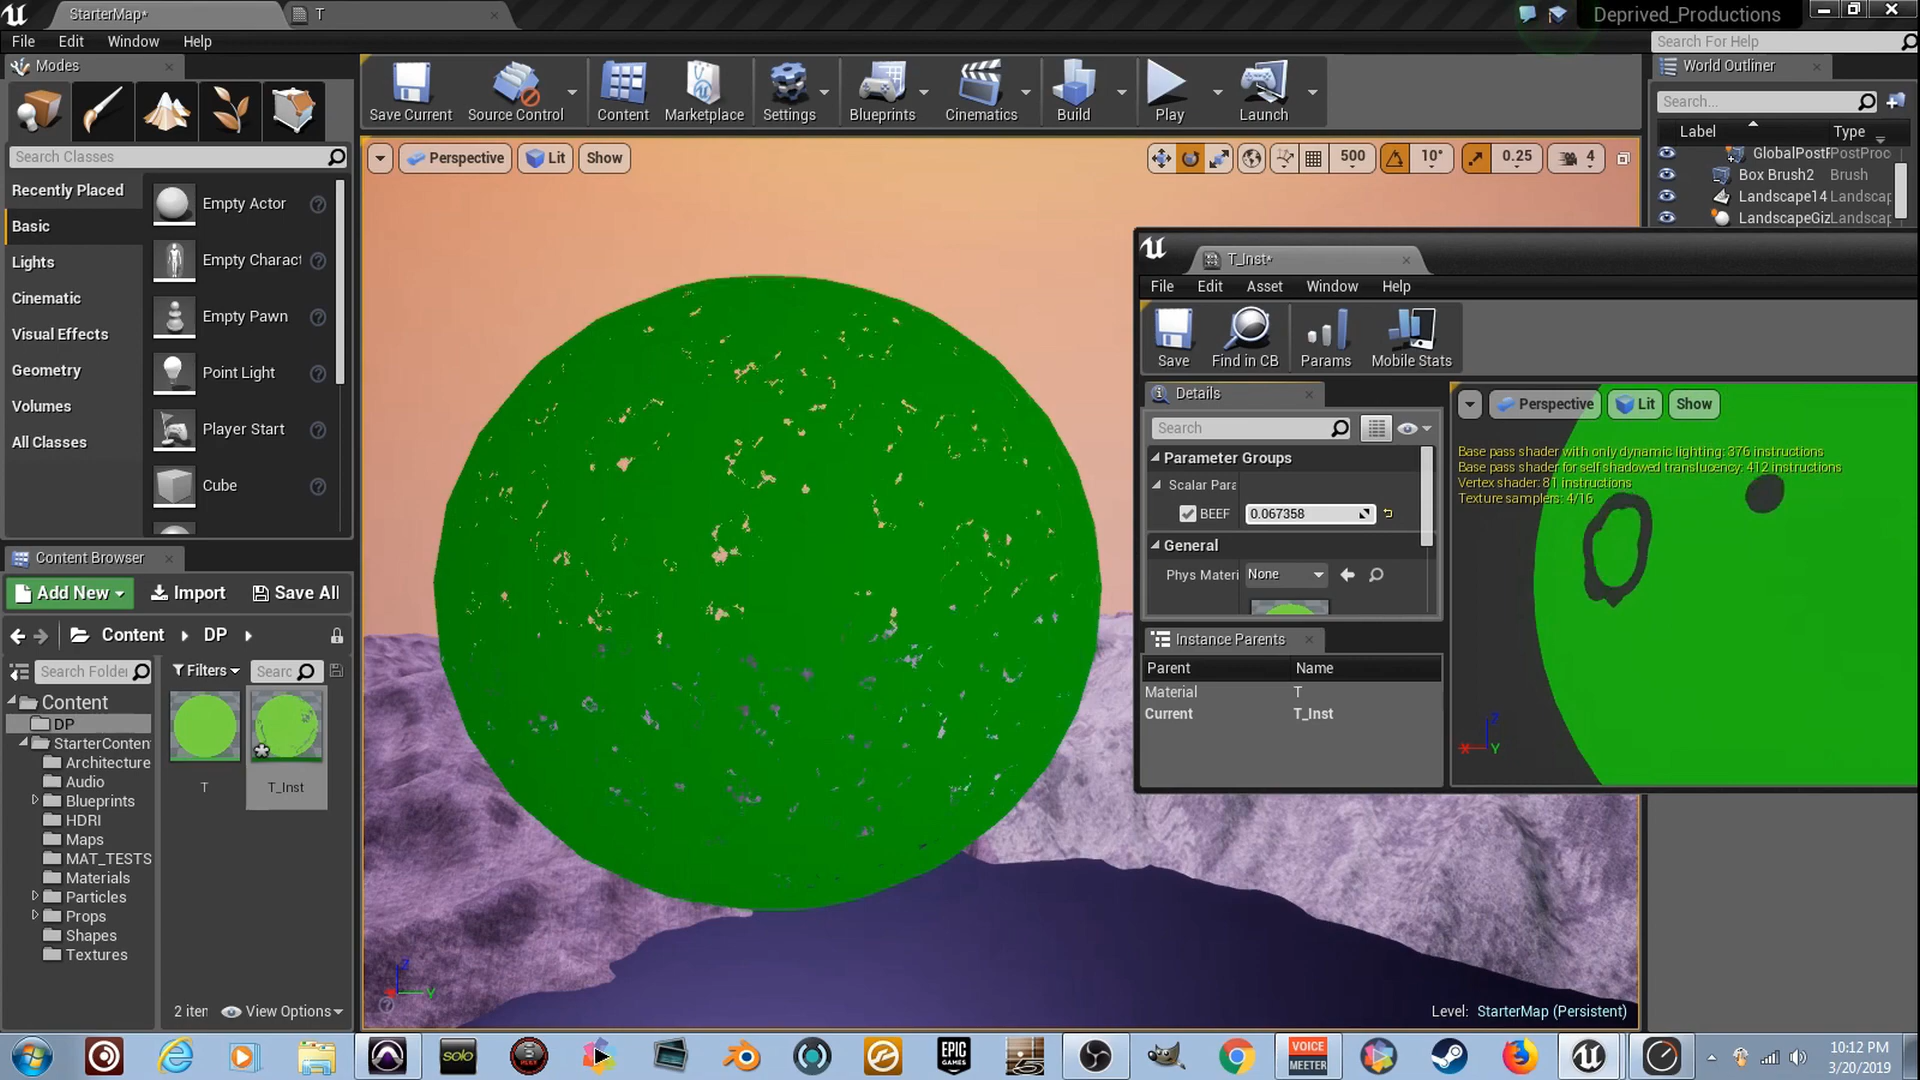 StarterMap*
T
Deprived_Productions
File Edit Window Help
Search For Help
Modes
Save Current
Source Control
Content
Marketplace
Settings
Blueprints
Cinematics
Build
Play
Launch
World Outliner
Search...
Label
Type
GlobalPostF PostProc
Box Brush2 Brush
Landscape14 Landscap
LandscapeGiz Landscap
Search Classes
Recently Placed
Basic
Lights
Cinematic
Visual Effects
Geometry
Volumes
All Classes
Empty Actor
Empty Charact
Empty Pawn
Point Light
Player Start
Cube
Perspective
Lit
Show
500
10°
0.25
4
T_Inst*
File Edit Asset Window Help
Save
Find in CB
Params
Mobile Stats
Details
Search
Parameter Groups
Scalar Para
BEEF
0.067358
General
Phys Materi
None
Instance Parents
Parent Name
Material T
Current T_Inst
Perspective
Lit
Show
Base pass shader with only dynamic lighting: 376 instructions
Base pass shader for self shadowed translucency: 412 instructions
Vertex shader: 81 instructions
Texture samplers: 4/16
Z
Y
Content Browser
Add New
Import
Save All
Content
DP
Search Folder
Filters
Searc
Content
DP
StarterConten
Architecture
Audio
Blueprints
HDRI
Maps
MAT_TESTS
Materials
Particles
Props
Shapes
Textures
T
T_Inst
2 iter
View Options
Z
Y
Level: StarterMap (Persistent)
solo
EPIC
GAMES
VOICE
MEETER
10:12 PM
3/20/2019